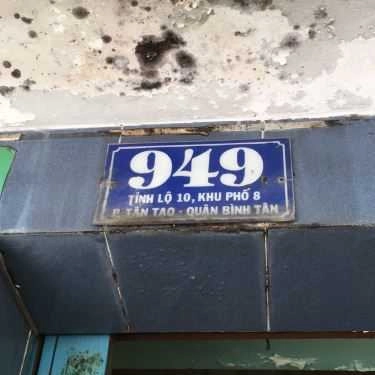 949
TỈNH LỘ 10, KHU PHỐ 8
P. TÂN TẠO - QUẬN BÌNH TÂN